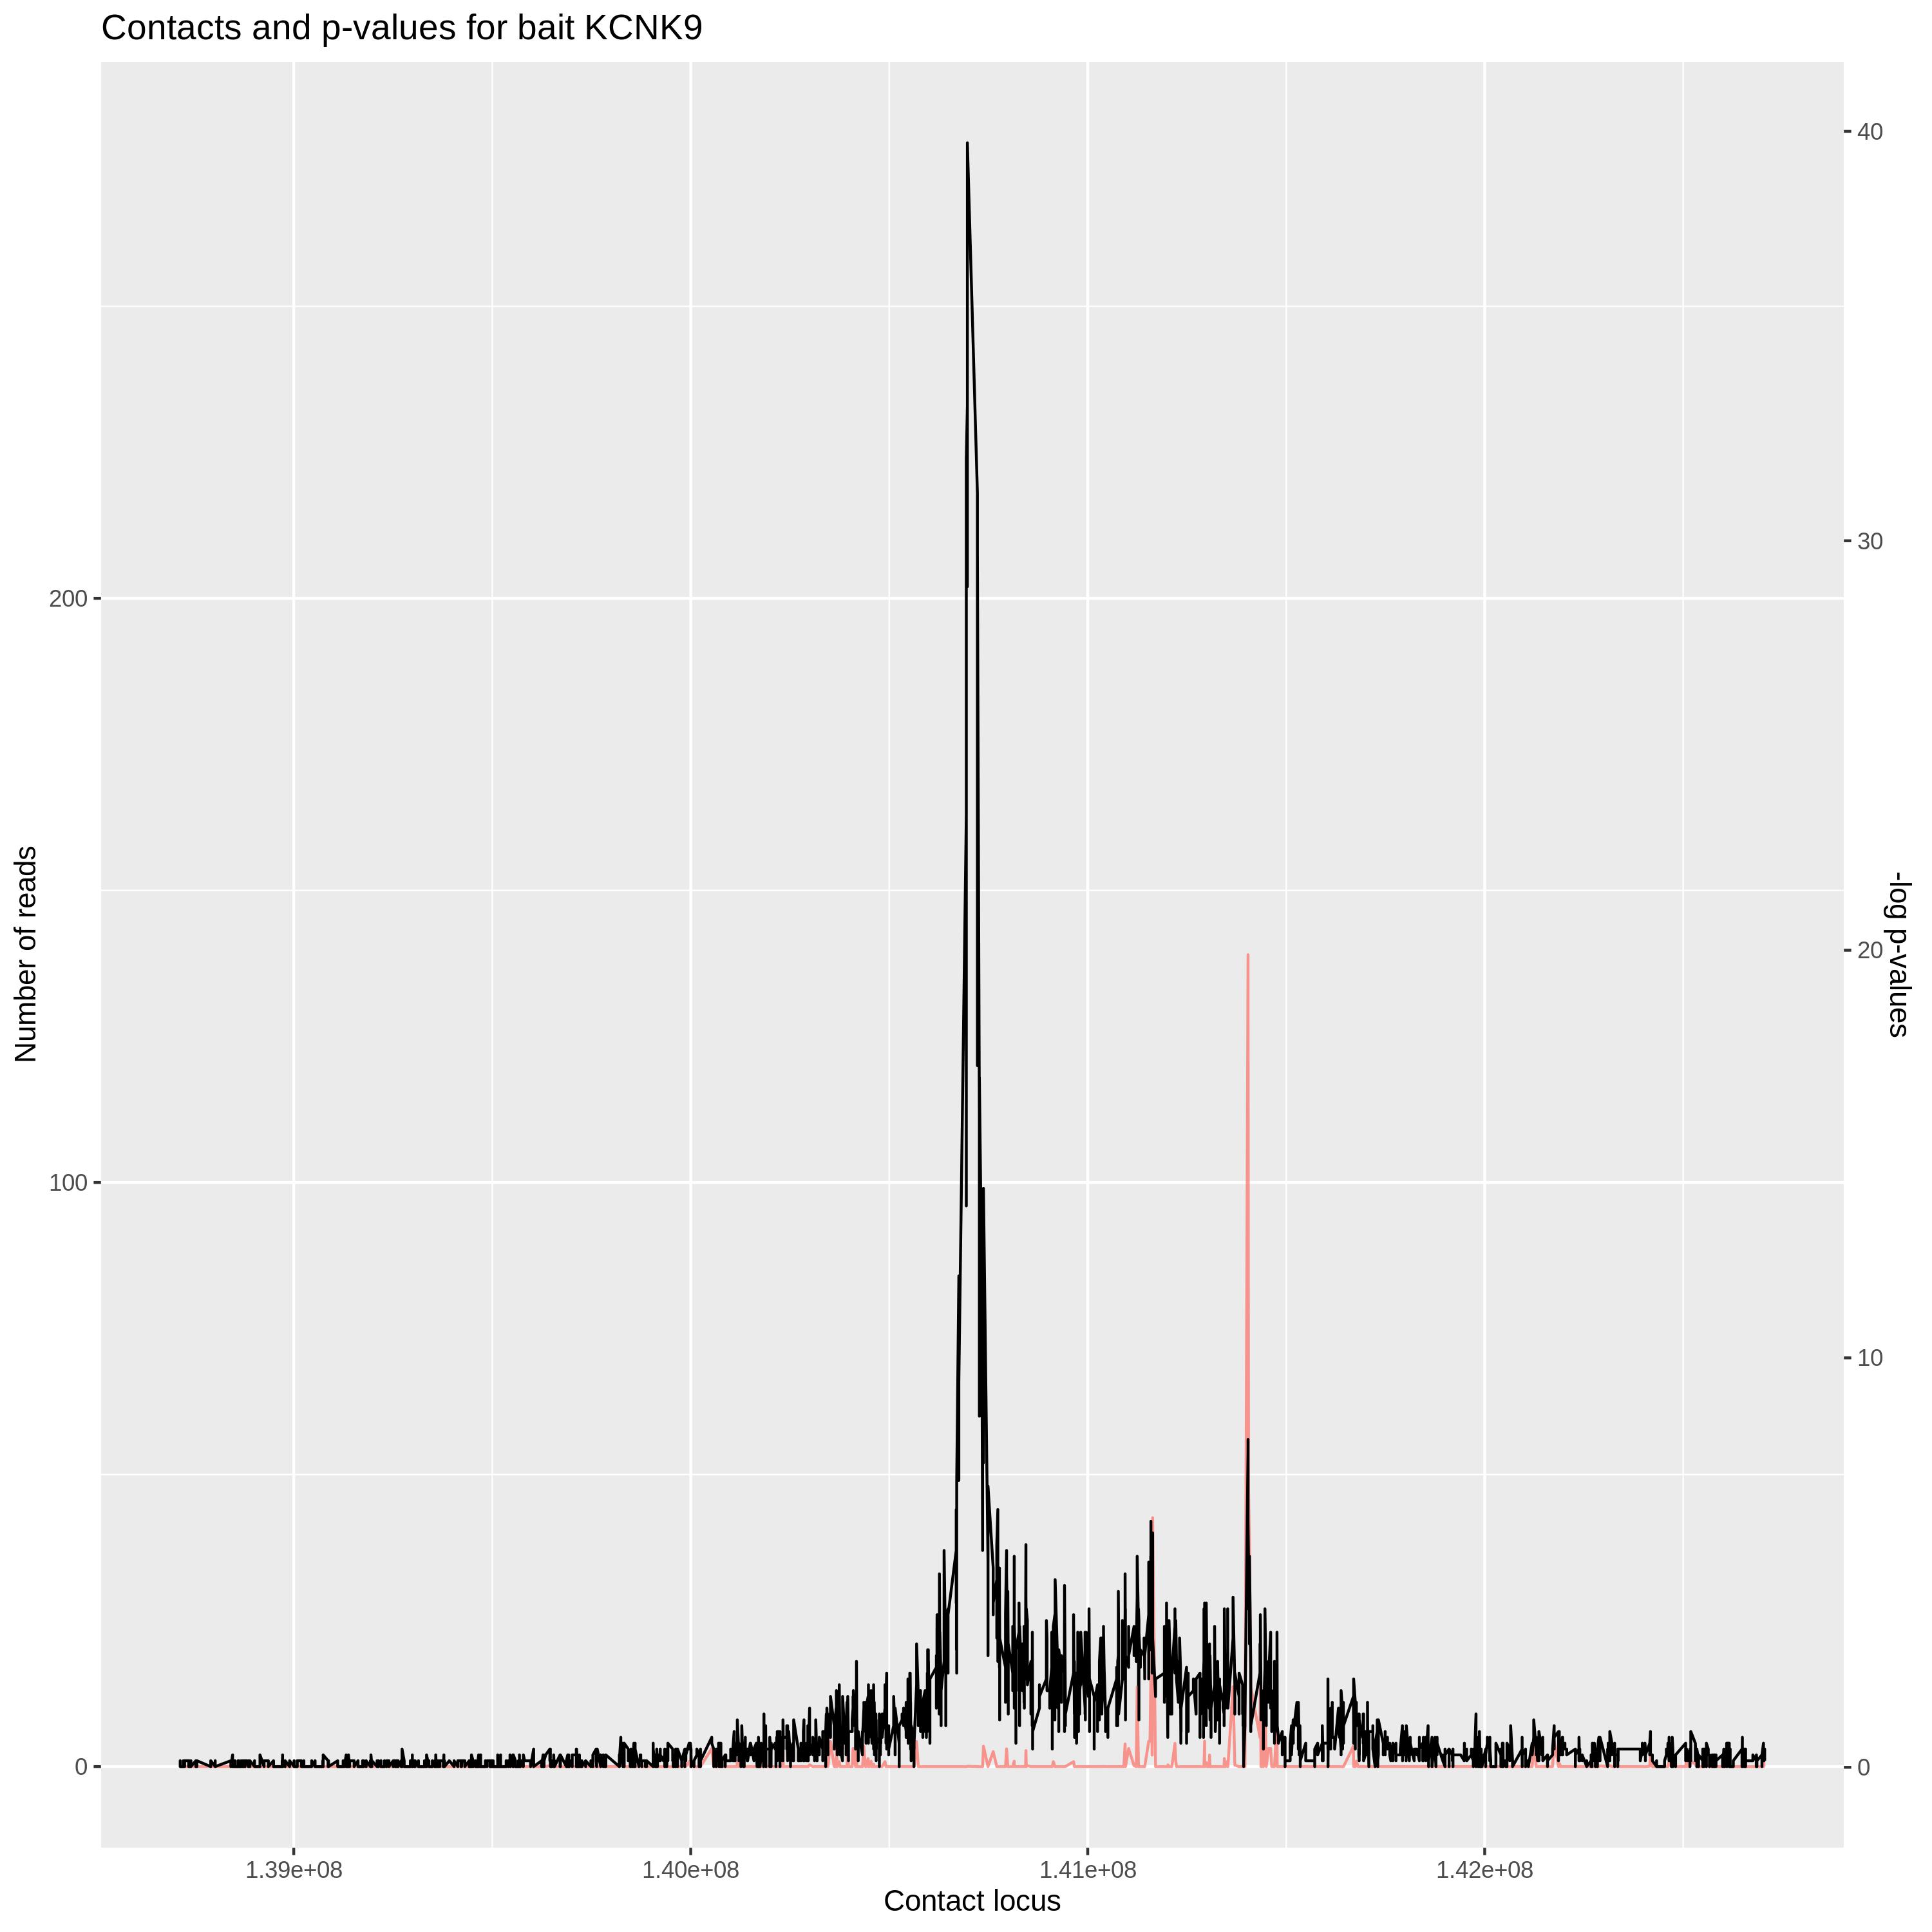 Contacts and p-values for bait KCNK9
Number of reads
200
100
0
40
30
20
10
0
-log p-values
1.39e+08 1.40e+08 1.41e+08 1.42e+08
Contact locus